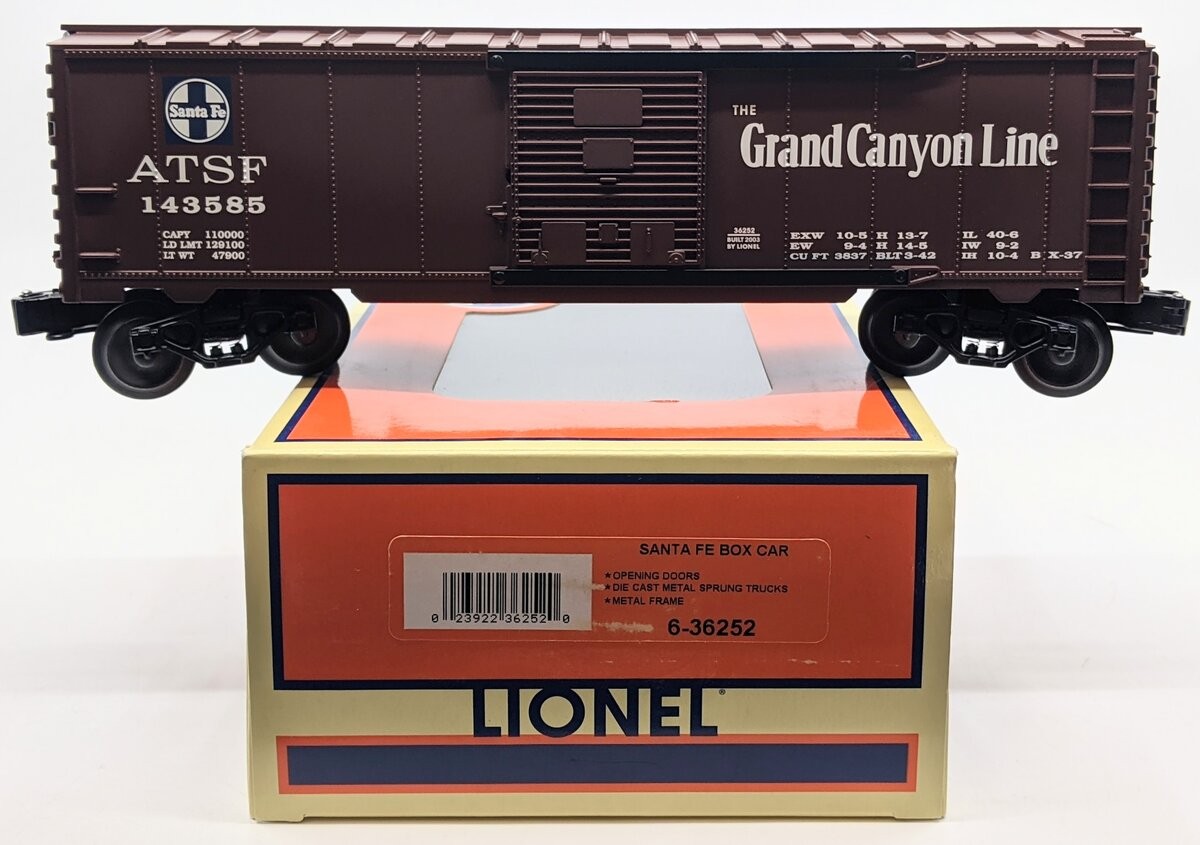 Santa Fe
ATSF
143585
CAPY 110000
LD LMT 129100
LT WT 47900
THE
Grand Canyon Line
36252
BUILT 2003
BY LIONEL
EXW 10-5 H 13-7 IL 40-6
EW 9-4 H 14-5 IW 9-2
CU FT 3837 BLT 3-42 IH 10-4 B X-37
SANTA FE BOX CAR
★OPENING DOORS
★DIE CAST METAL SPRUNG TRUCKS
★METAL FRAME
0 23922 36252 0
6-36252
LIONEL®